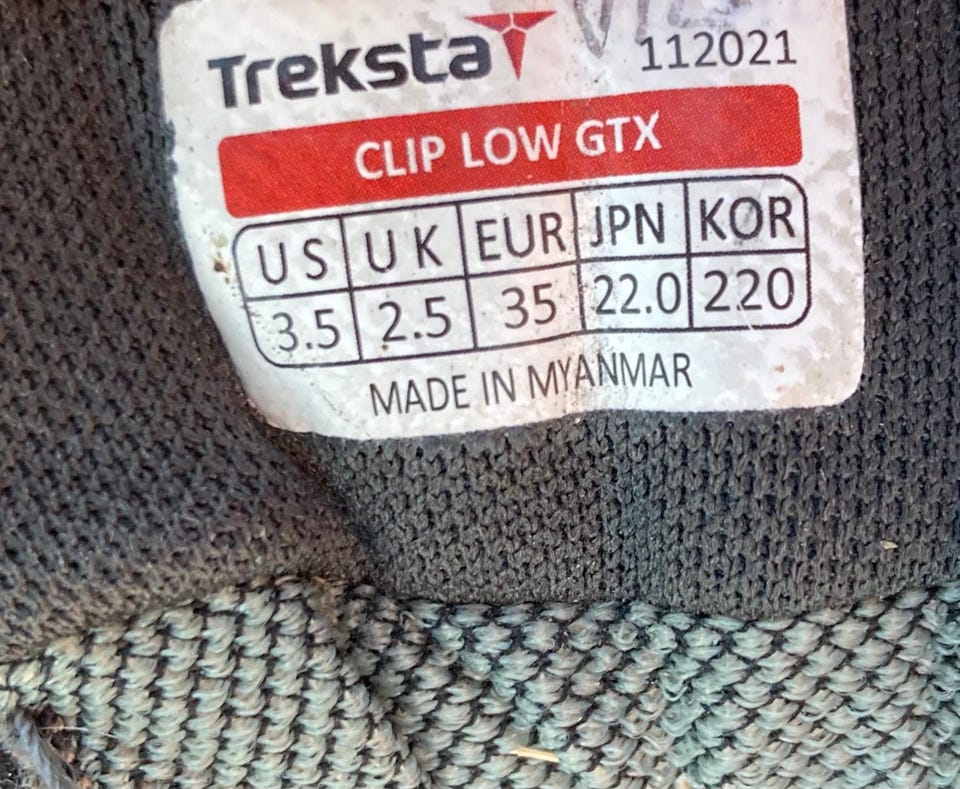 Treksta
112021
CLIP LOW GTX
US UK EUR JPN KOR
3.5 2.5 35 22.0 220
MADE IN MYANMAR